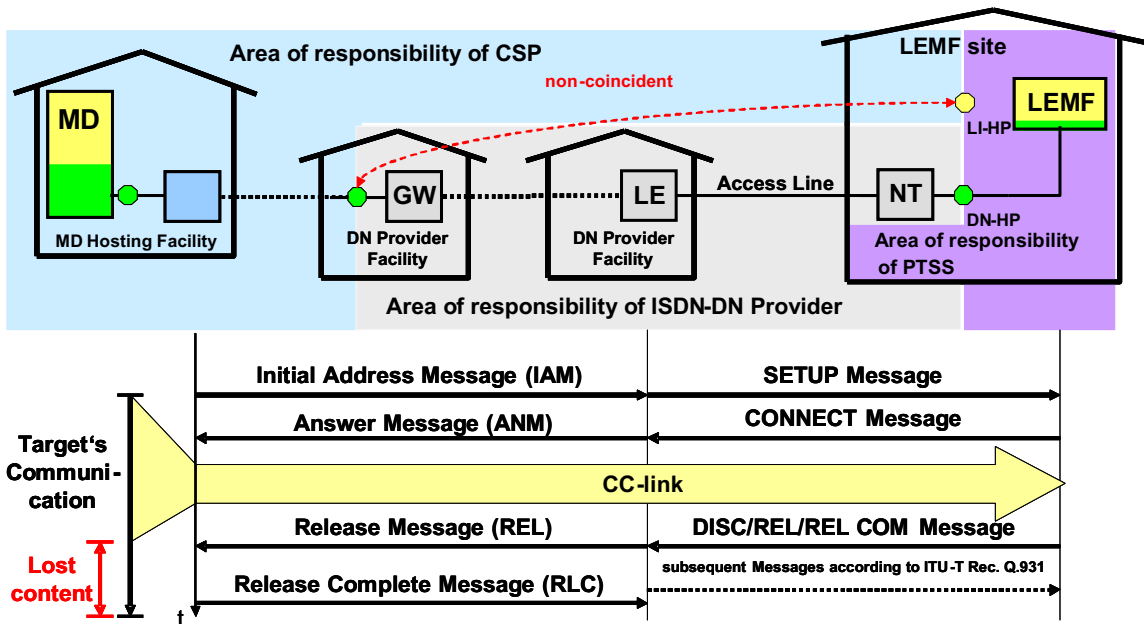 Area of responsibility of CSP
LEMF site
non-coincident
MD
LEMF
LI-HP
GW
LE
Access Line
NT
DN-HP
MD Hosting Facility
DN Provider
Facility
DN Provider
Facility
Area of responsibility
of PTSS
Area of responsibility of ISDN-DN Provider
Initial Address Message (IAM)
SETUP Message
Answer Message (ANM)
CONNECT Message
Target's
Communi-
cation
CC-link
Release Message (REL)
DISC/REL/REL COM Message
Lost
content
subsequent Messages according to ITU-T Rec. Q.931
Release Complete Message (RLC)
t